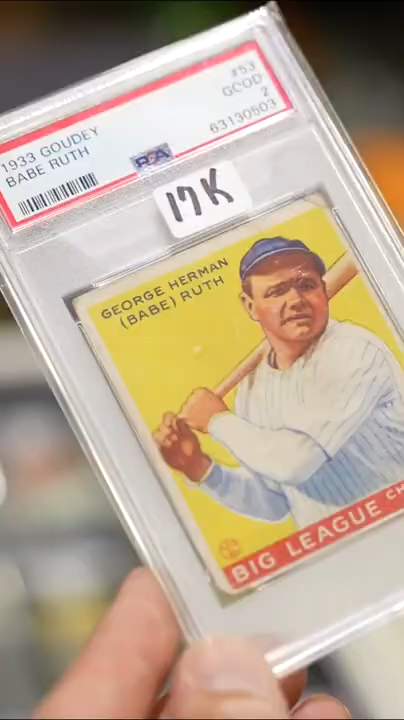 1933 GOUDEY
BABE RUTH
#53
GOOD
2
63130503
PSA
17K
GEORGE HERMAN
(BABE) RUTH
BIG LEAGUE CH